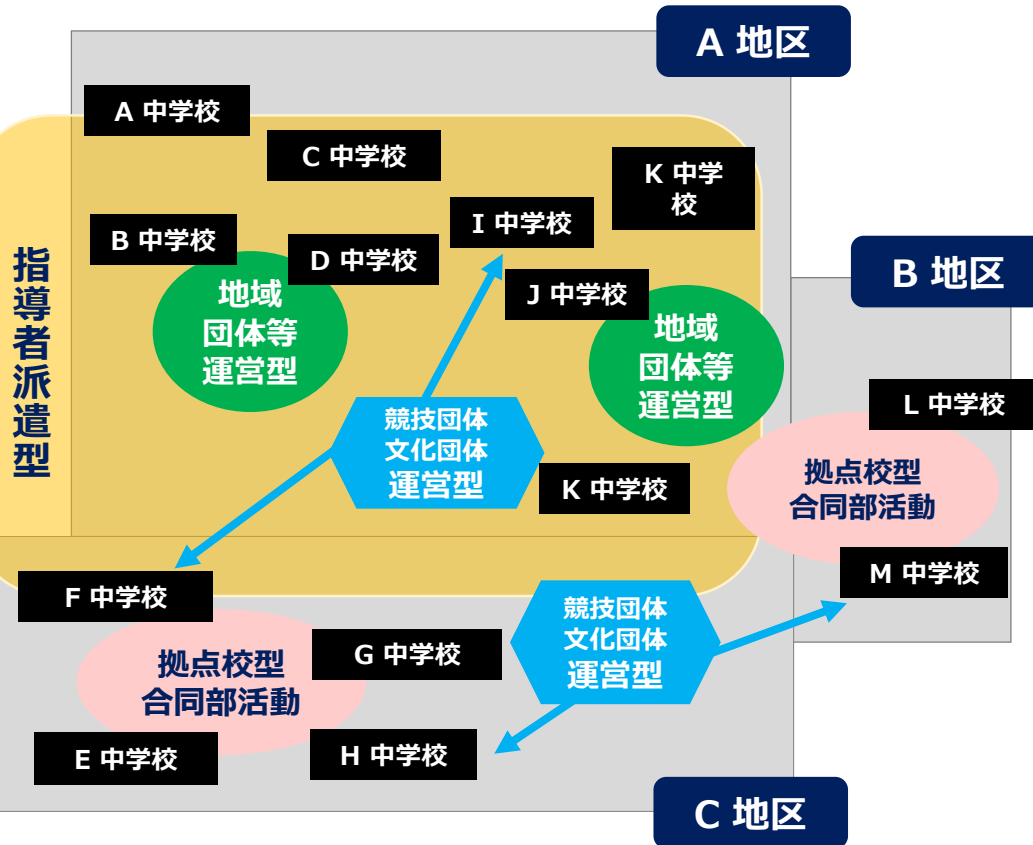 A 地区
A 中学校
C 中学校
K 中学
校
I 中学校
B 中学校
D 中学校
B 地区
指導者派遣型
地域
団体等
運営型
J 中学校
地域
団体等
運営型
L 中学校
競技団体
文化団体
運営型
K 中学校
拠点校型
合同部活動
M 中学校
F 中学校
競技団体
文化団体
運営型
拠点校型
合同部活動
G 中学校
E 中学校
H 中学校
C 地区